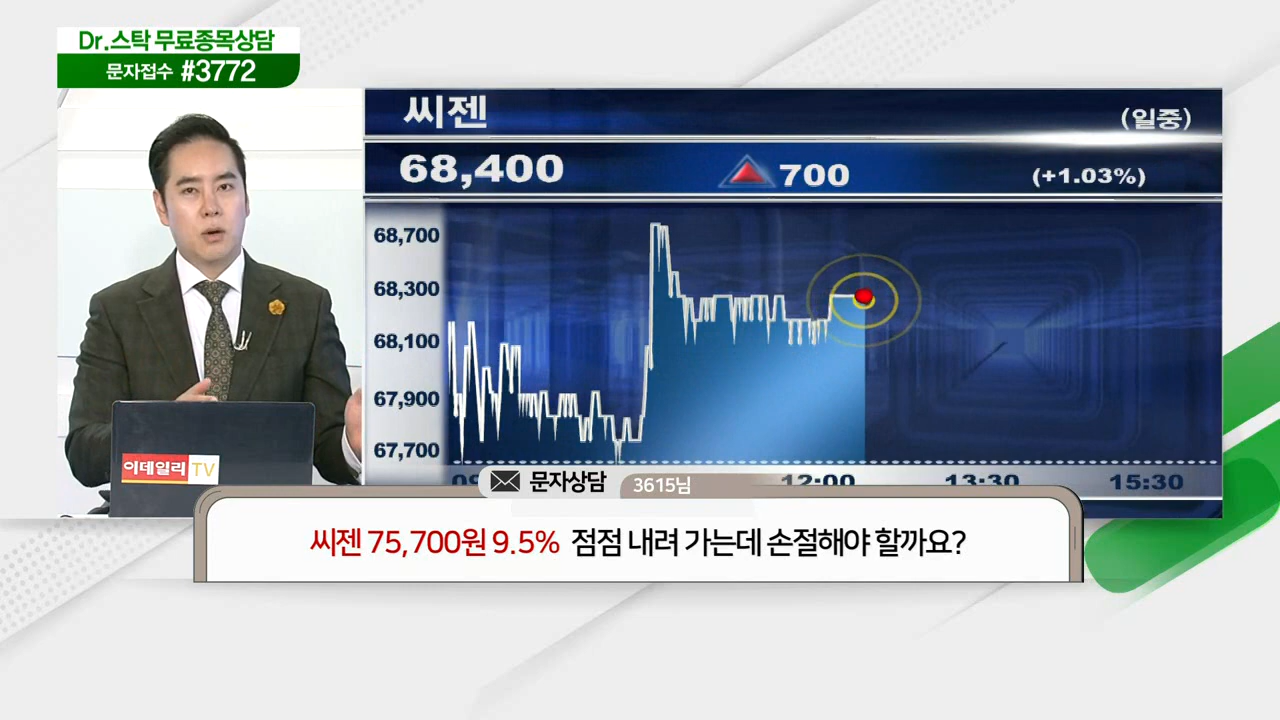 Dr.스탁 무료종목상담
문자접수 #3772
씨젠
(일중)
68,400
700
(+1.03%)
68,700
68,300
68,100
67,900
67,700
12:00
13:30
15:30
이데일리 TV
문자상담
3615님
씨젠 75,700원 9.5% 점점 내려 가는데 손절해야 할까요?